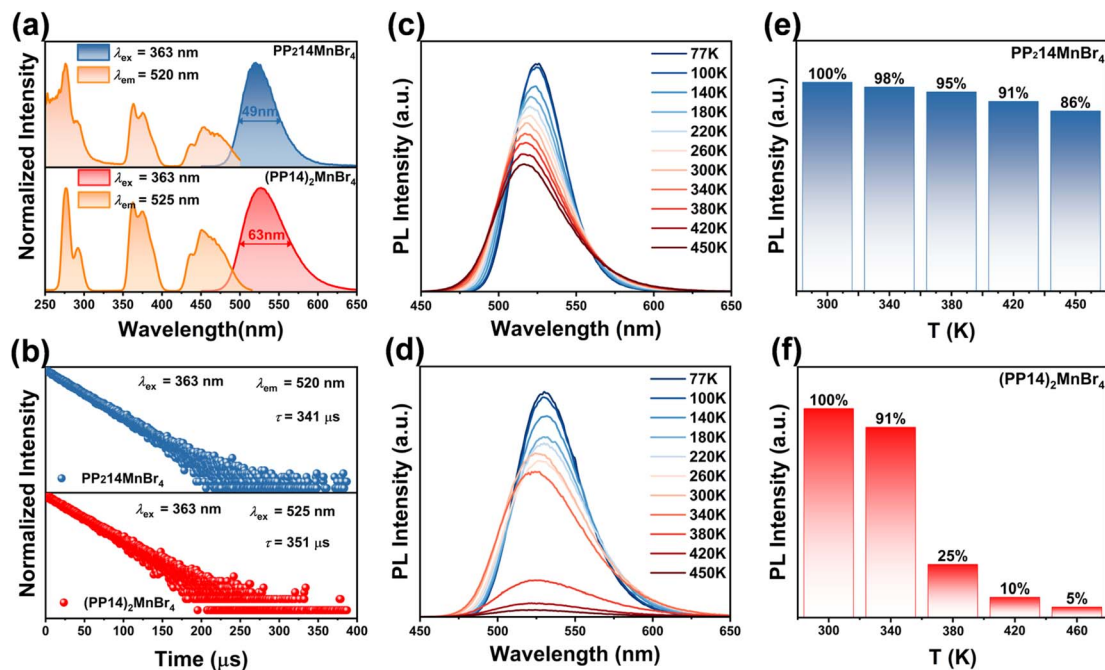 (a)
λex = 363 nm
λem = 520 nm
PP₂14MnBr₄
49nm
λex = 363 nm
λem = 525 nm
(PP14)₂MnBr₄
63nm
Normalized Intensity
250 300 350 400 450 500 550 600 650
Wavelength(nm)
(b)
λex = 363 nm λem = 520 nm
τ = 341 μs
PP₂14MnBr₄
λex = 363 nm λex = 525 nm
τ = 351 μs
(PP14)₂MnBr₄
Normalized Intensity
0 50 100 150 200 250 300 350 400
Time (μs)
(c)
77K
100K
140K
180K
220K
260K
300K
340K
380K
420K
450K
PL Intensity (a.u.)
450 500 550 600 650
Wavelength (nm)
(d)
77K
100K
140K
180K
220K
260K
300K
340K
380K
420K
450K
PL Intensity (a.u.)
450 500 550 600 650
Wavelength (nm)
(e)
PP₂14MnBr₄
100% 98% 95% 91% 86%
PL Intensity (a.u.)
300 340 380 420 450
T (K)
(f)
(PP14)₂MnBr₄
100% 91% 25% 10% 5%
PL Intensity (a.u.)
300 340 380 420 460
T (K)